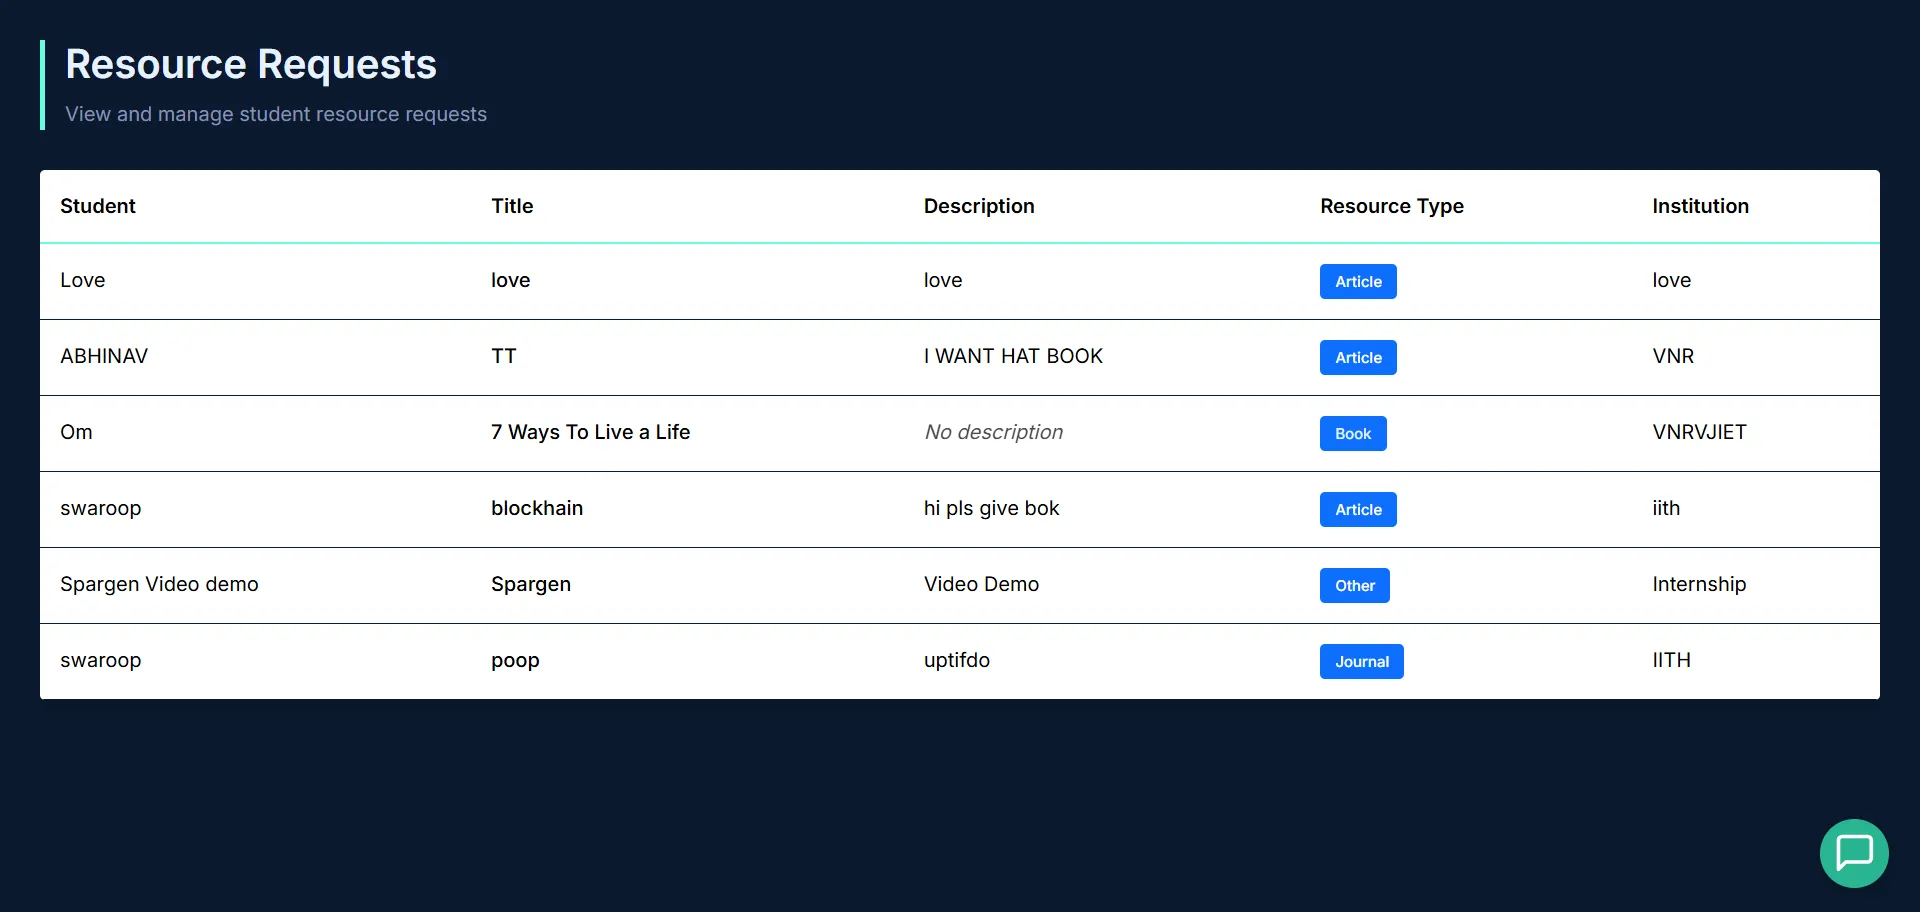 Resource Requests
View and manage student resource requests
Student Title Description Resource Type Institution
Love love love Article love
ABHINAV TT I WANT HAT BOOK Article VNR
Om 7 Ways To Live a Life No description Book VNRVJIET
swaroop blockhain hi pls give bok Article iith
Spargen Video demo Spargen Video Demo Other Internship
swaroop poop uptifdo Journal IITH